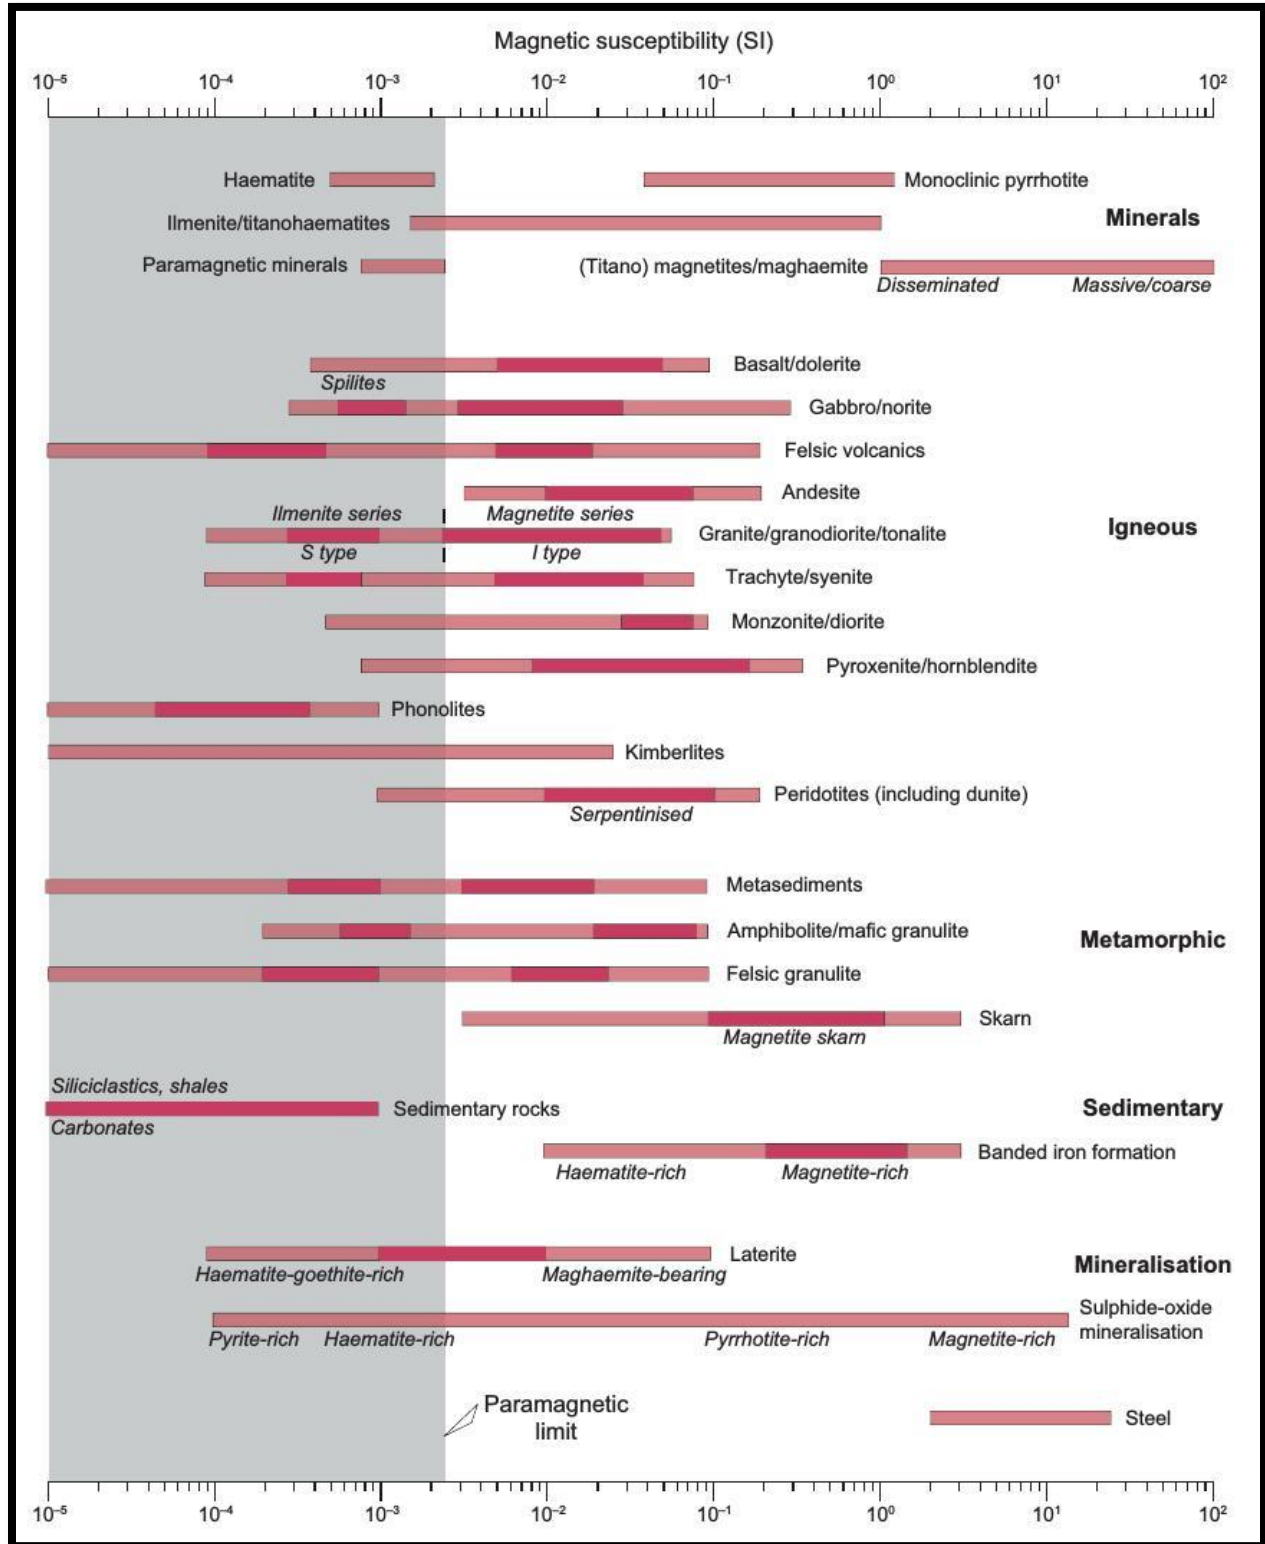 Magnetic susceptibility (SI)
10⁻⁵ 10⁻⁴ 10⁻³ 10⁻² 10⁻¹ 10⁰ 10¹ 10²
Haematite
Monoclinic pyrrhotite
Ilmenite/titanohaematites
Minerals
Paramagnetic minerals
(Titano) magnetites/maghaemite
Disseminated
Massive/coarse
Basalt/dolerite
Spilites
Gabbro/norite
Felsic volcanics
Andesite
Ilmenite series
Magnetite series
Granite/granodiorite/tonalite
Igneous
S type
I type
Trachyte/syenite
Monzonite/diorite
Pyroxenite/hornblendite
Phonolites
Kimberlites
Peridotites (including dunite)
Serpentinised
Metasediments
Amphibolite/mafic granulite
Metamorphic
Felsic granulite
Skarn
Magnetite skarn
Siliciclastics, shales
Sedimentary rocks
Sedimentary
Carbonates
Banded iron formation
Haematite-rich
Magnetite-rich
Laterite
Mineralisation
Haematite-goethite-rich
Maghaemite-bearing
Sulphide-oxide
mineralisation
Pyrite-rich
Haematite-rich
Pyrrhotite-rich
Magnetite-rich
Paramagnetic
limit
Steel
10⁻⁵ 10⁻⁴ 10⁻³ 10⁻² 10⁻¹ 10⁰ 10¹ 10²